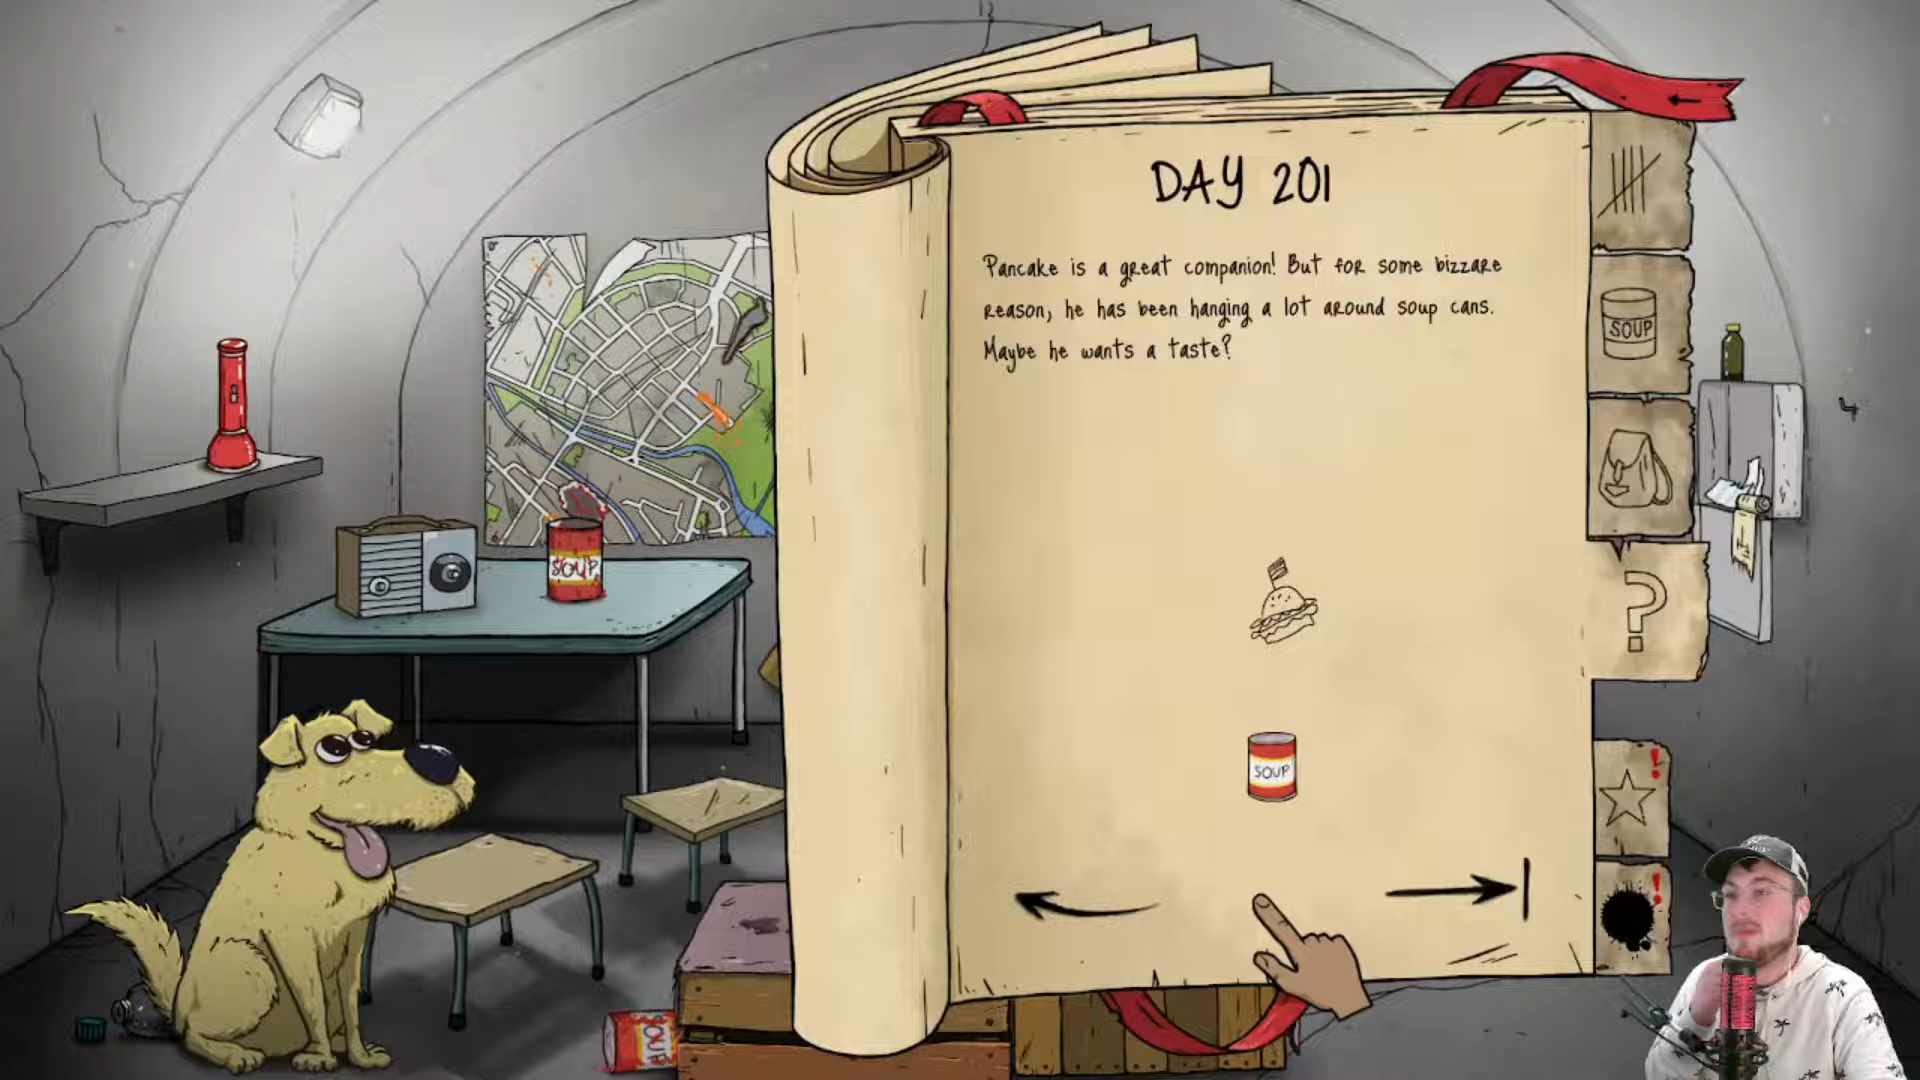 DAY 201
Pancake is a great companion! But for some bizzare
reason, he has been hanging a lot around soup cans.
Maybe he wants a taste?
SOUP
SOUP
SOUP
SOUP